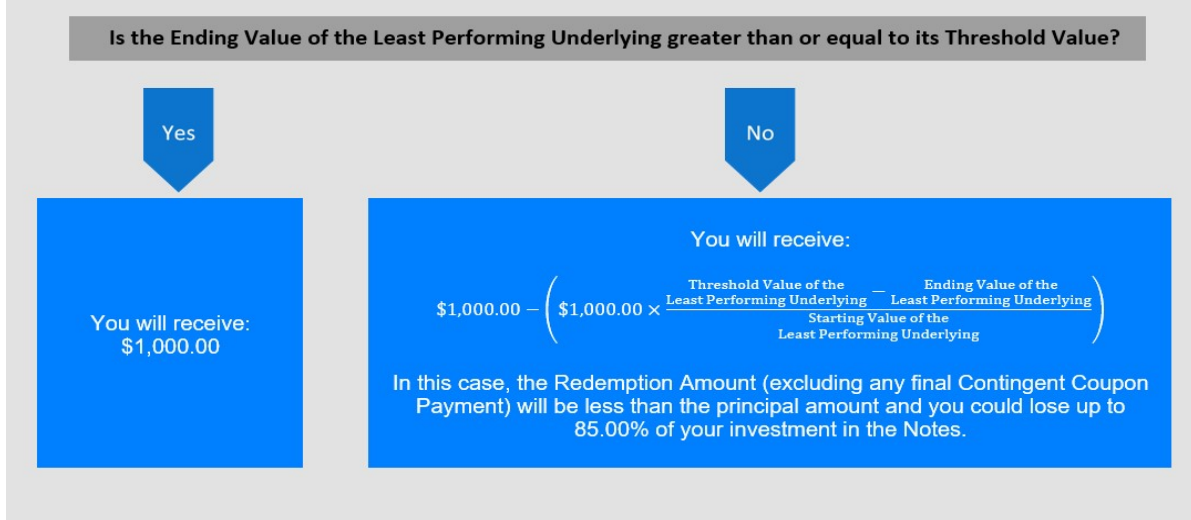 Is the Ending Value of the Least Performing Underlying greater than or equal to its Threshold Value?
Yes
No
You will receive:
$1,000.00
You will receive:
$1,000.00 − ($1,000.00 × (Threshold Value of the Least Performing Underlying − Ending Value of the Least Performing Underlying) / Starting Value of the Least Performing Underlying)
In this case, the Redemption Amount (excluding any final Contingent Coupon
Payment) will be less than the principal amount and you could lose up to
85.00% of your investment in the Notes.